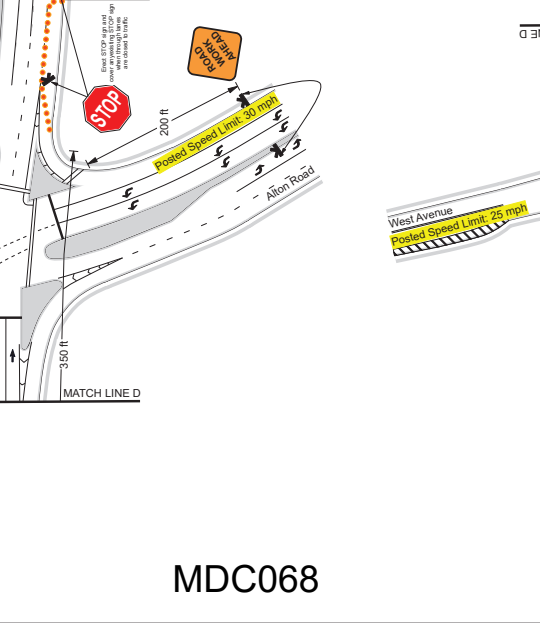 Erect STOP sign and
cover any existing STOP sign
when through lanes
are closed to traffic
ROAD
WORK
AHEAD
STOP
200 ft
Posted Speed Limit: 30 mph
Alton Road
West Avenue
Posted Speed Limit: 25 mph
350 ft
MATCH LINE D
MDC068